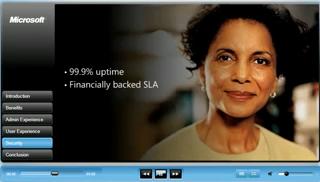 Microsoft
• 99.9% uptime
• Financially backed SLA
Introduction
Benefits
Admin Experience
User Experience
Security
Conclusion